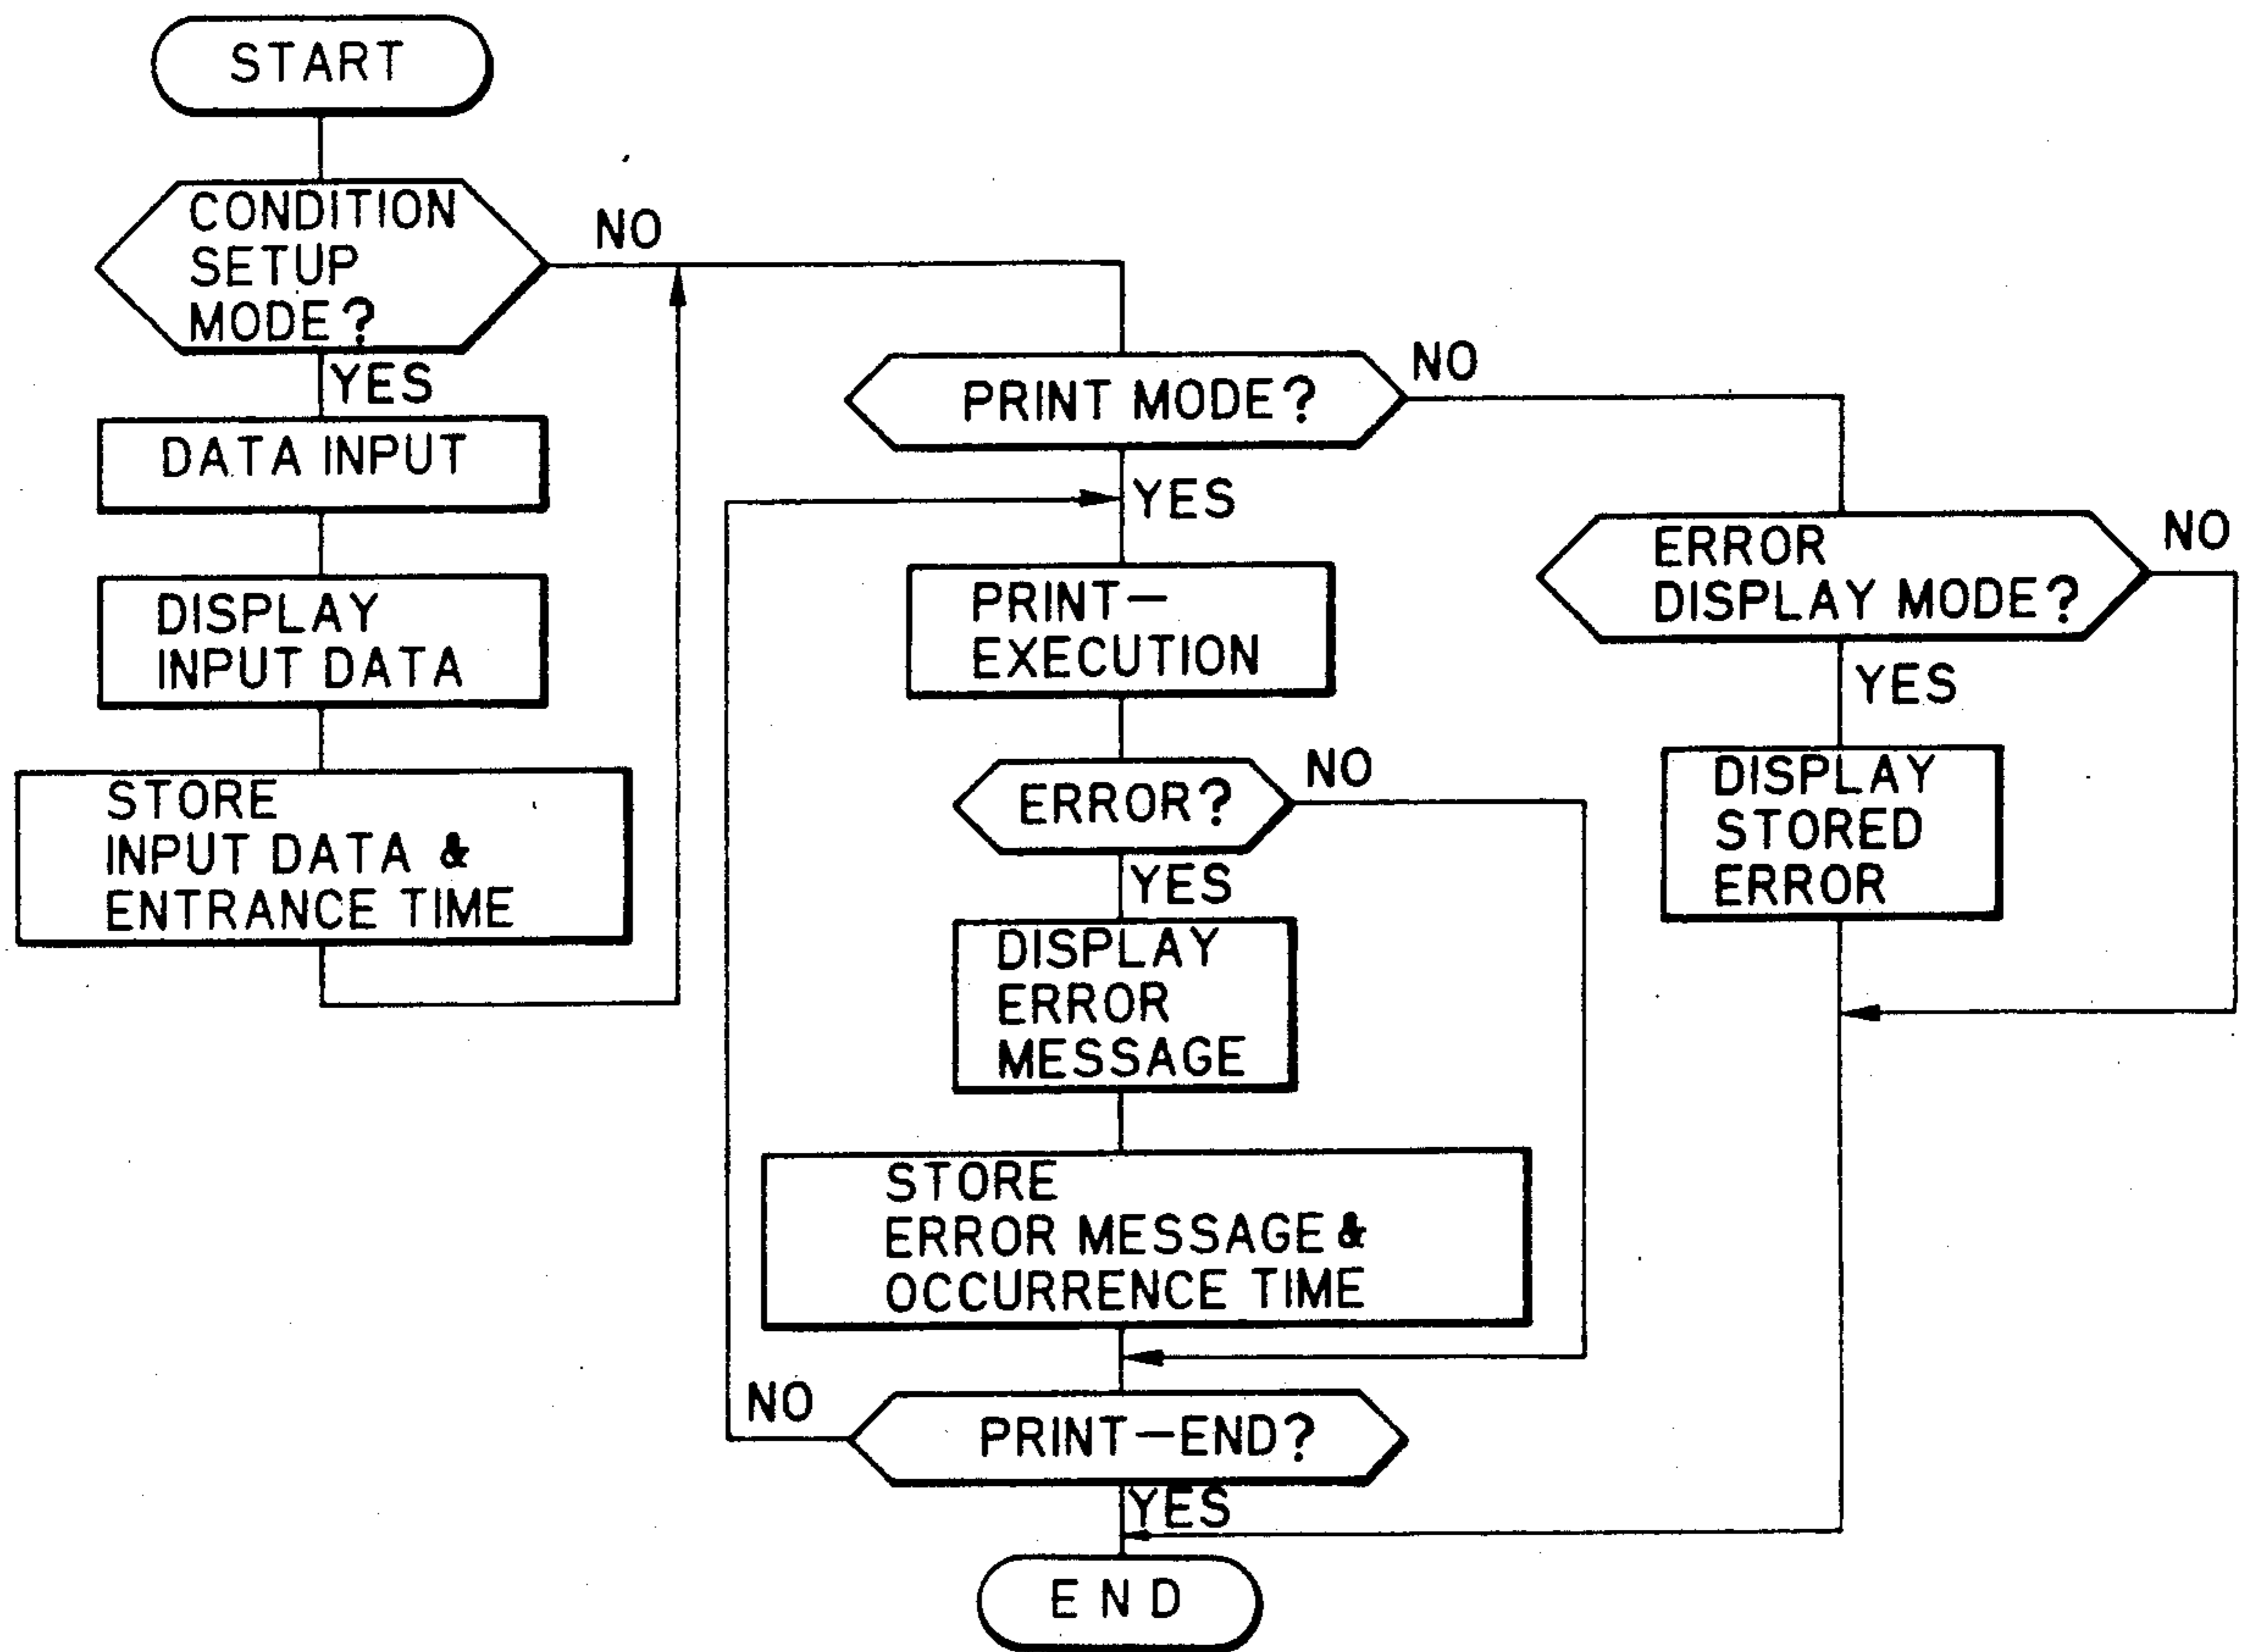 START
CONDITION
SETUP
MODE?
NO
YES
DATA INPUT
DISPLAY
INPUT DATA
STORE
INPUT DATA &
ENTRANCE TIME
PRINT MODE?
NO
YES
PRINT—
EXECUTION
ERROR?
NO
YES
DISPLAY
ERROR
MESSAGE
STORE
ERROR MESSAGE &
OCCURRENCE TIME
NO
PRINT—END?
YES
ERROR
DISPLAY MODE?
NO
YES
DISPLAY
STORED
ERROR
END